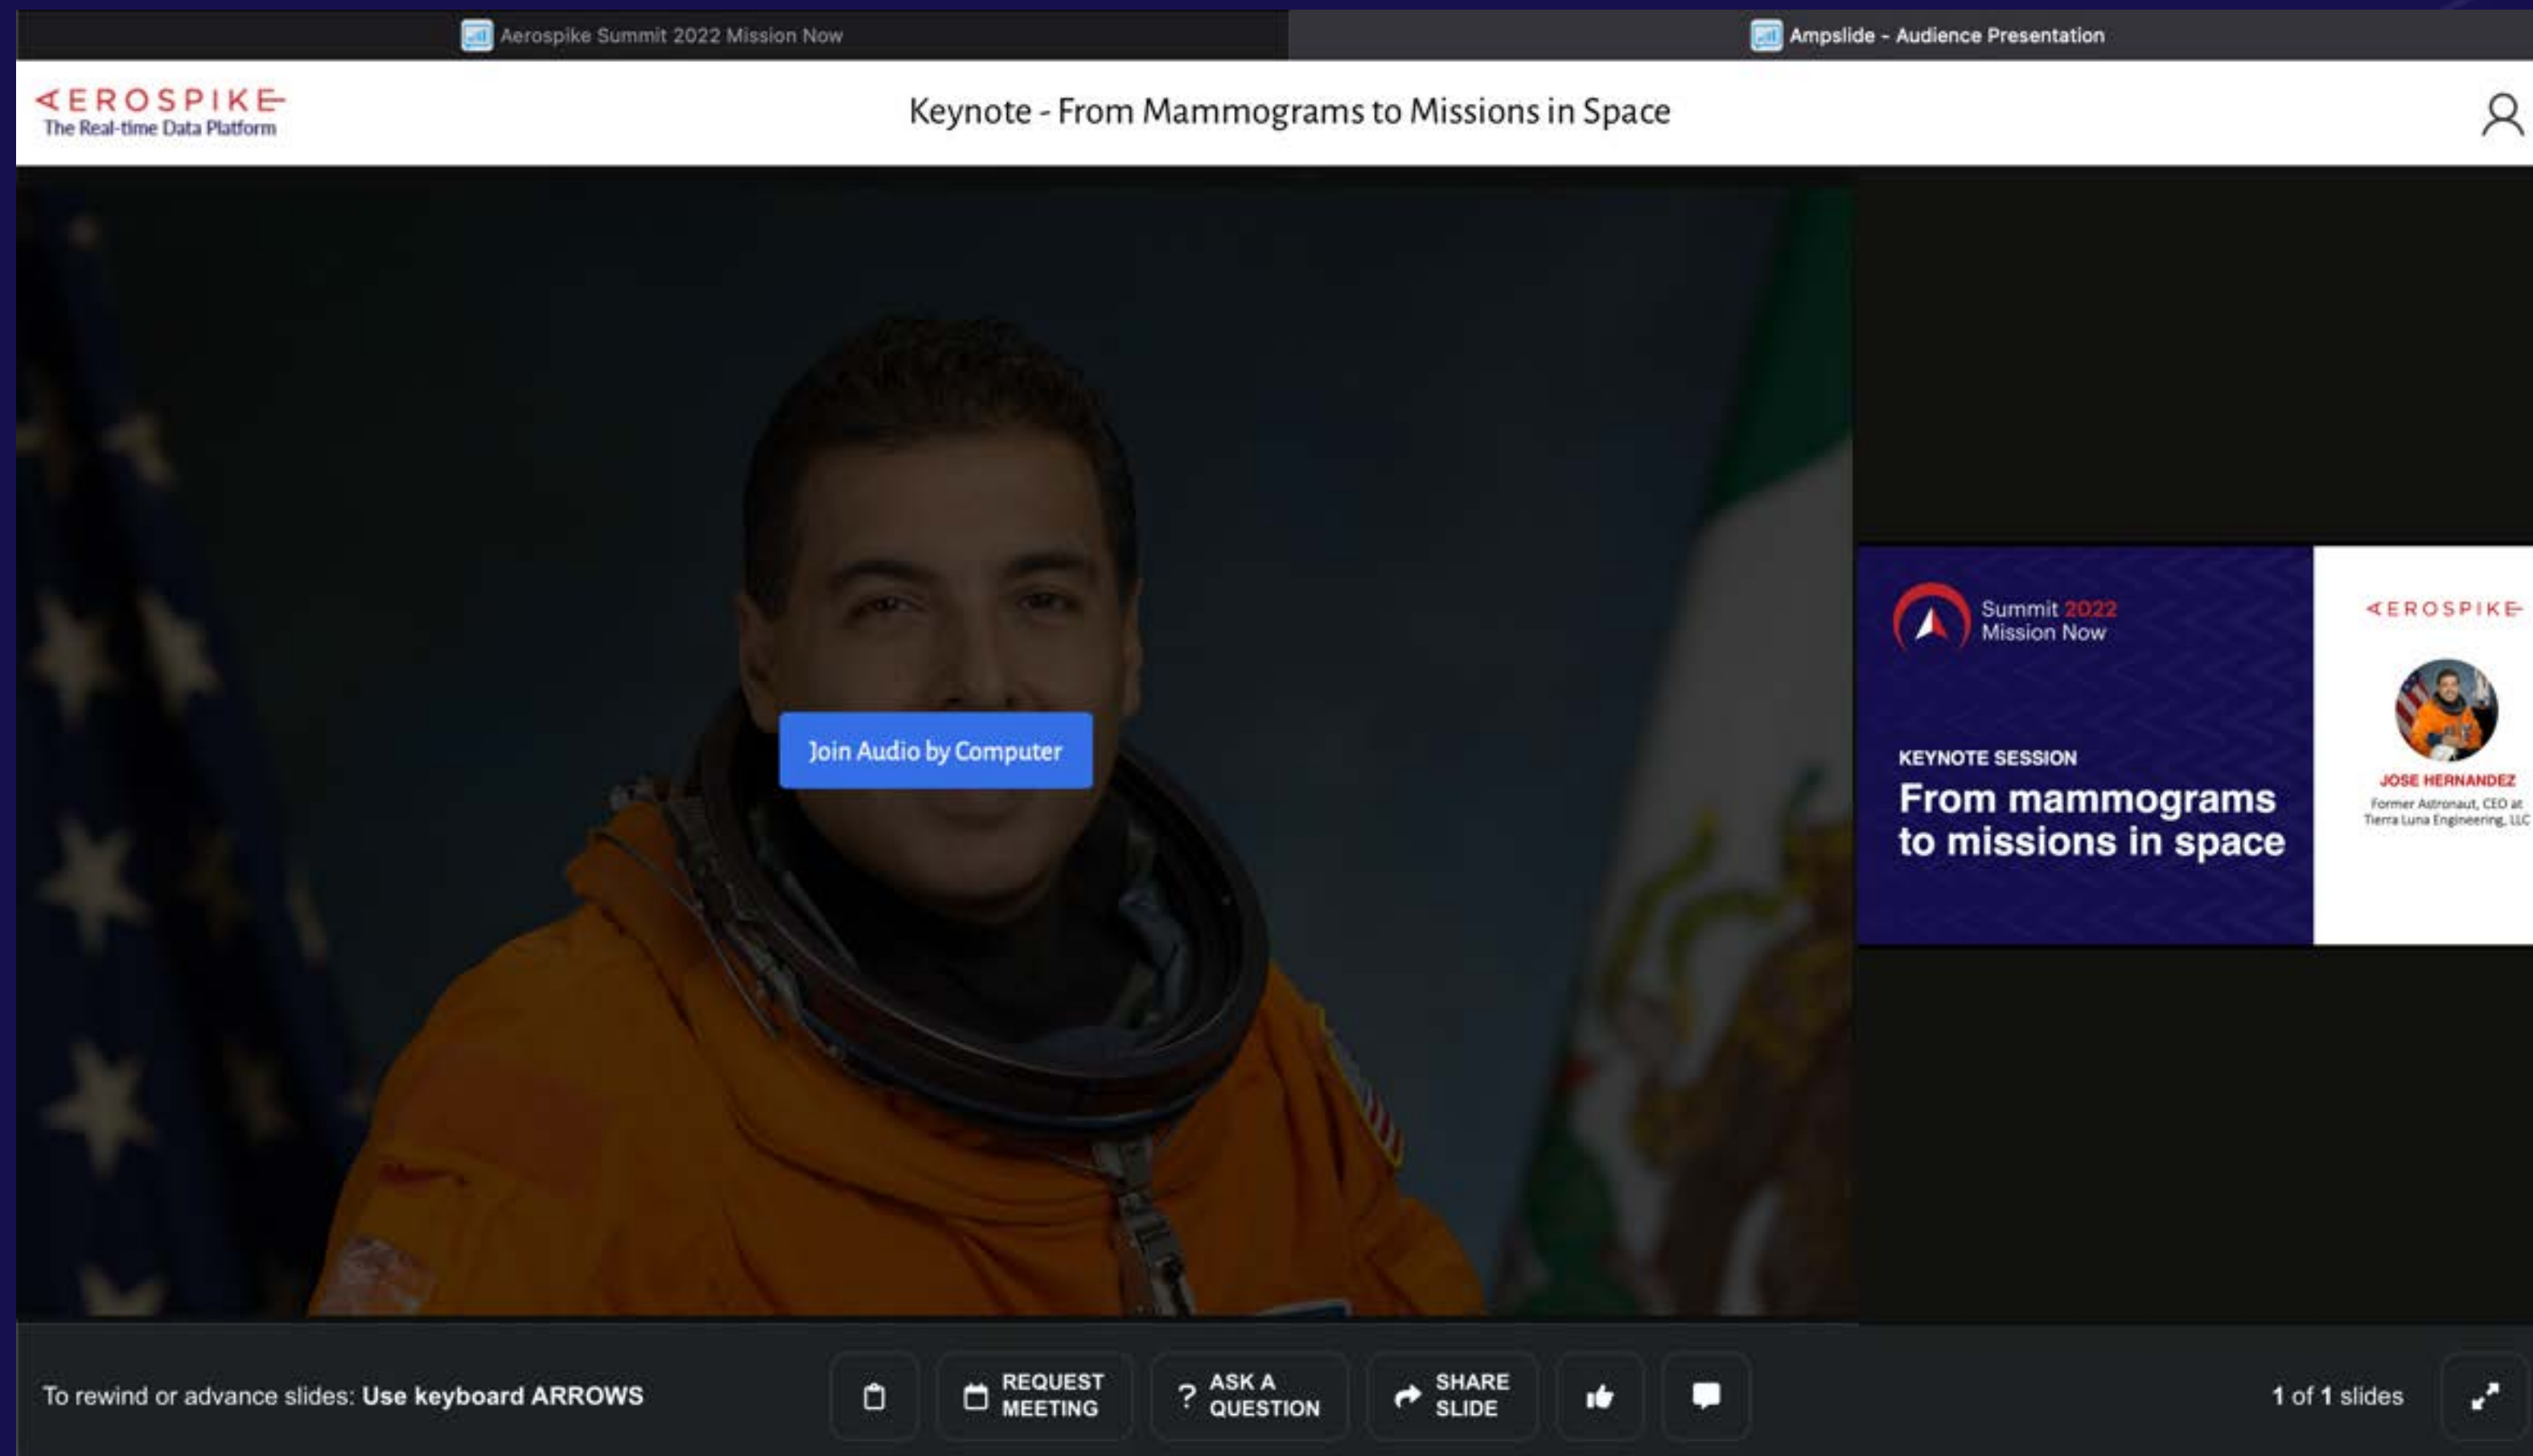 Aerospike Summit 2022 Mission Now
Ampslide - Audience Presentation
AEROSPIKE
The Real-time Data Platform
Keynote - From Mammograms to Missions in Space
Join Audio by Computer
Summit 2022
Mission Now
KEYNOTE SESSION
From mammograms
to missions in space
AEROSPIKE
JOSE HERNANDEZ
Former Astronaut, CEO at
Tierra Luna Engineering, LLC
To rewind or advance slides: Use keyboard ARROWS
REQUEST
MEETING
? ASK A
QUESTION
SHARE
SLIDE
1 of 1 slides